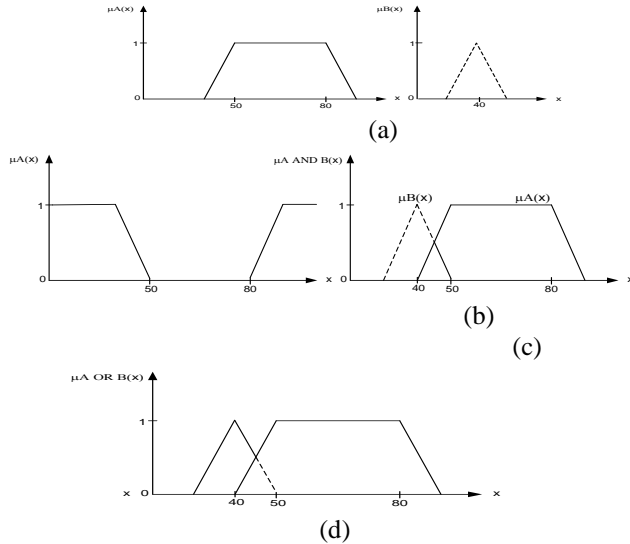 μA(x) μB(x)
1 1
0 50 80 x 0 40 x
(a)
μA(x) μA AND B(x)
μB(x) μA(x)
1 1
0 50 80 x 0 40 50 80 x
(b)
(c)
μA OR B(x)
1
x 0 40 50 80 x
(d)